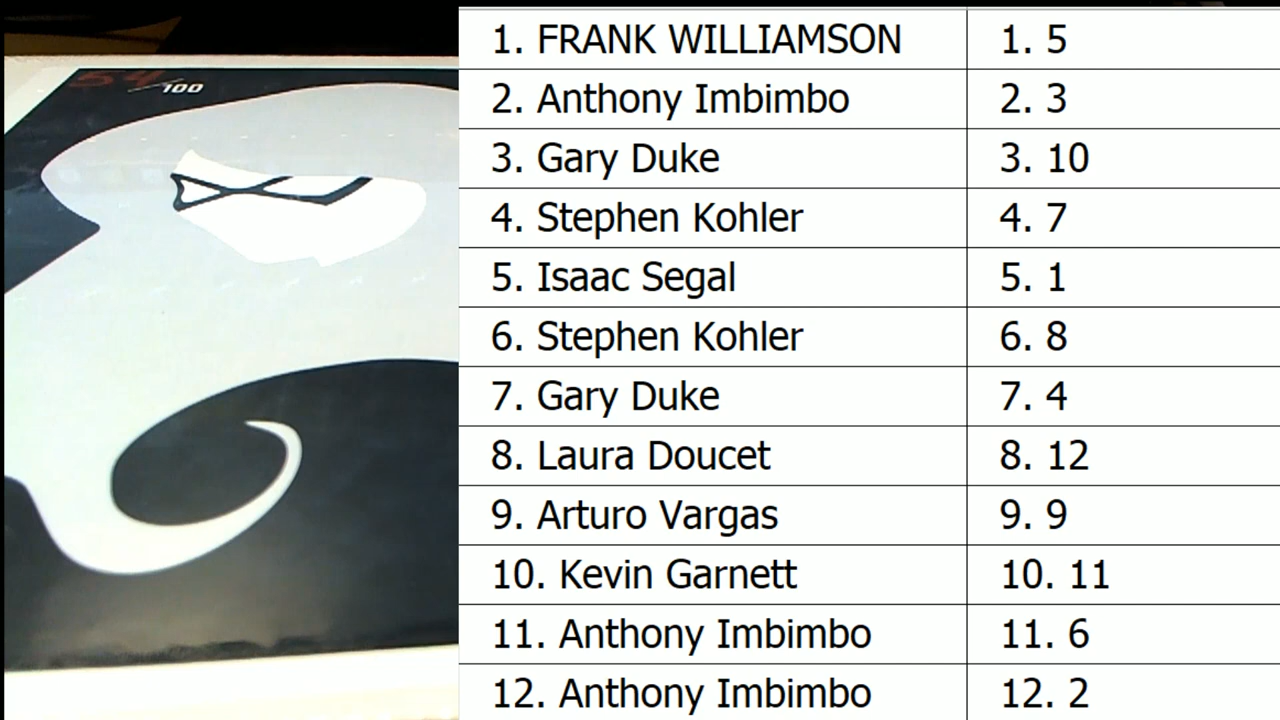 54/100
1. FRANK WILLIAMSON 1. 5
2. Anthony Imbimbo 2. 3
3. Gary Duke 3. 10
4. Stephen Kohler 4. 7
5. Isaac Segal 5. 1
6. Stephen Kohler 6. 8
7. Gary Duke 7. 4
8. Laura Doucet 8. 12
9. Arturo Vargas 9. 9
10. Kevin Garnett 10. 11
11. Anthony Imbimbo 11. 6
12. Anthony Imbimbo 12. 2